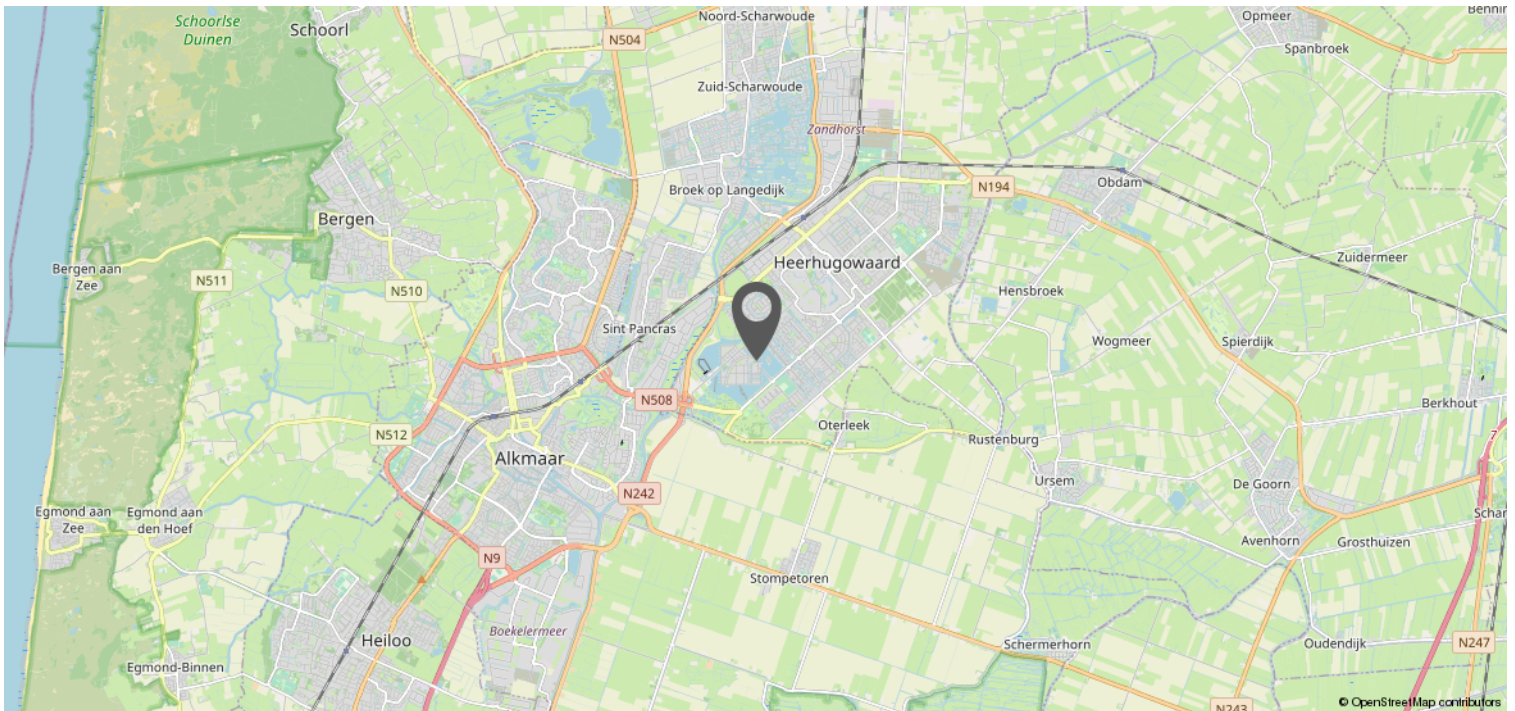 Schoorlse
Duinen
Schoorl
N504
Noord-Scharwoude
Opmeer
Spanbroek
Zuid-Scharwoude
Zandhorst
Broek op Langedijk
N194
Obdam
Bergen
Bergen aan
Zee
N511
N510
Heerhugowaard
Zuidermeer
Hensbroek
Sint Pancras
Wogmeer
Spierdijk
N508
Berkhout
N512
Oterleek
Rustenburg
7
Alkmaar
N242
Ursem
De Goorn
Egmond aan
Zee
Egmond aan
den Hoef
N9
Avenhorn
Grosthuizen
Stompetoren
Boekelermeer
Heiloo
Schermerhorn
Oudendijk
N247
Egmond-Binnen
N243
© OpenStreetMap contributors